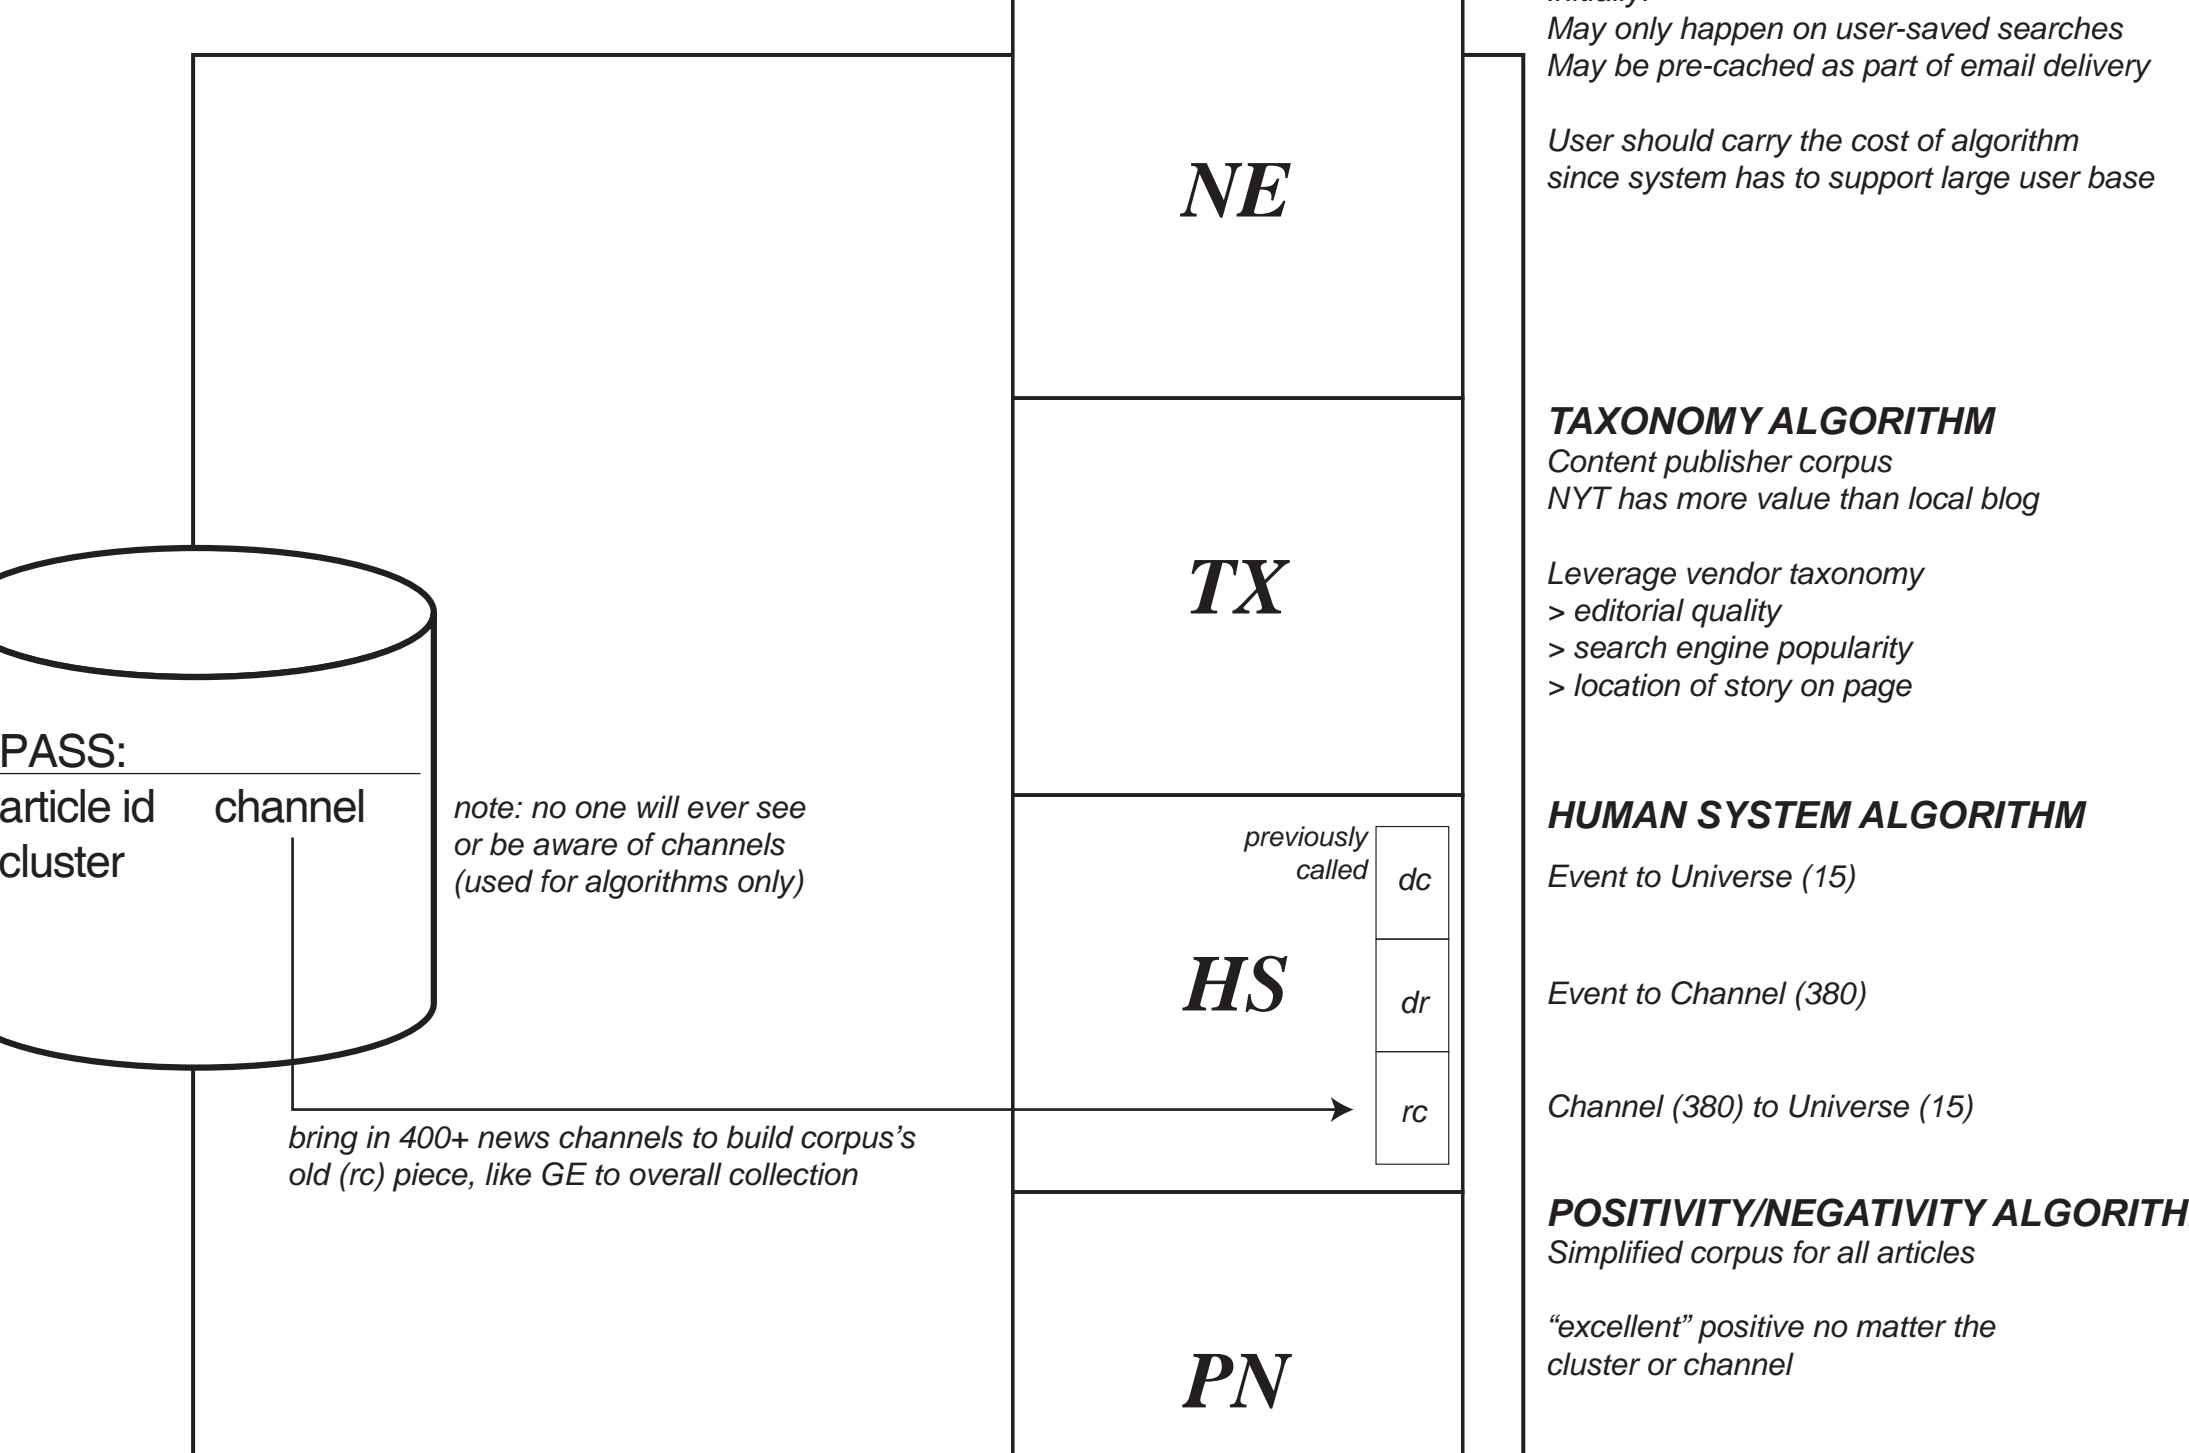 initially:
May only happen on user-saved searches
May be pre-cached as part of email delivery
User should carry the cost of algorithm
since system has to support large user base
NE
TAXONOMY ALGORITHM
Content publisher corpus
NYT has more value than local blog
Leverage vendor taxonomy
> editorial quality
> search engine popularity
> location of story on page
TX
PASS:
article id channel
cluster
note: no one will ever see
or be aware of channels
(used for algorithms only)
previously
called
dc
dr
rc
HS
HUMAN SYSTEM ALGORITHM
Event to Universe (15)
Event to Channel (380)
Channel (380) to Universe (15)
bring in 400+ news channels to build corpus’s
old (rc) piece, like GE to overall collection
POSITIVITY/NEGATIVITY ALGORITH
Simplified corpus for all articles
“excellent” positive no matter the
cluster or channel
PN